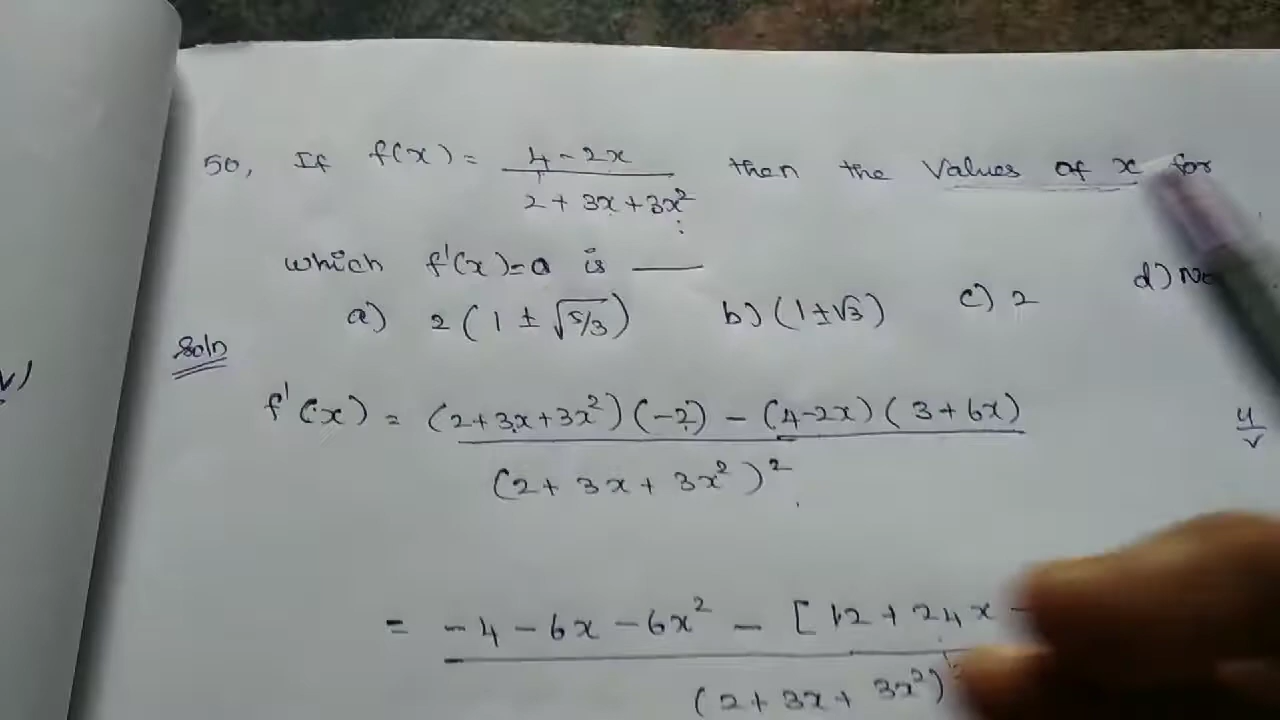 50, If f(x) = (4-2x)/(2+3x+3x²) then the values of x for
which f'(x)=0 is ___
a) 2(1±√(5/3)) b) (1±√3) c) 2 d)
Soln
v)
f'(x) = ((2+3x+3x²)(-2) - (4-2x)(3+6x))/((2+3x+3x²)²)
u/v
= (-4-6x-6x² - [12+24x)/((2+3x+3x²)